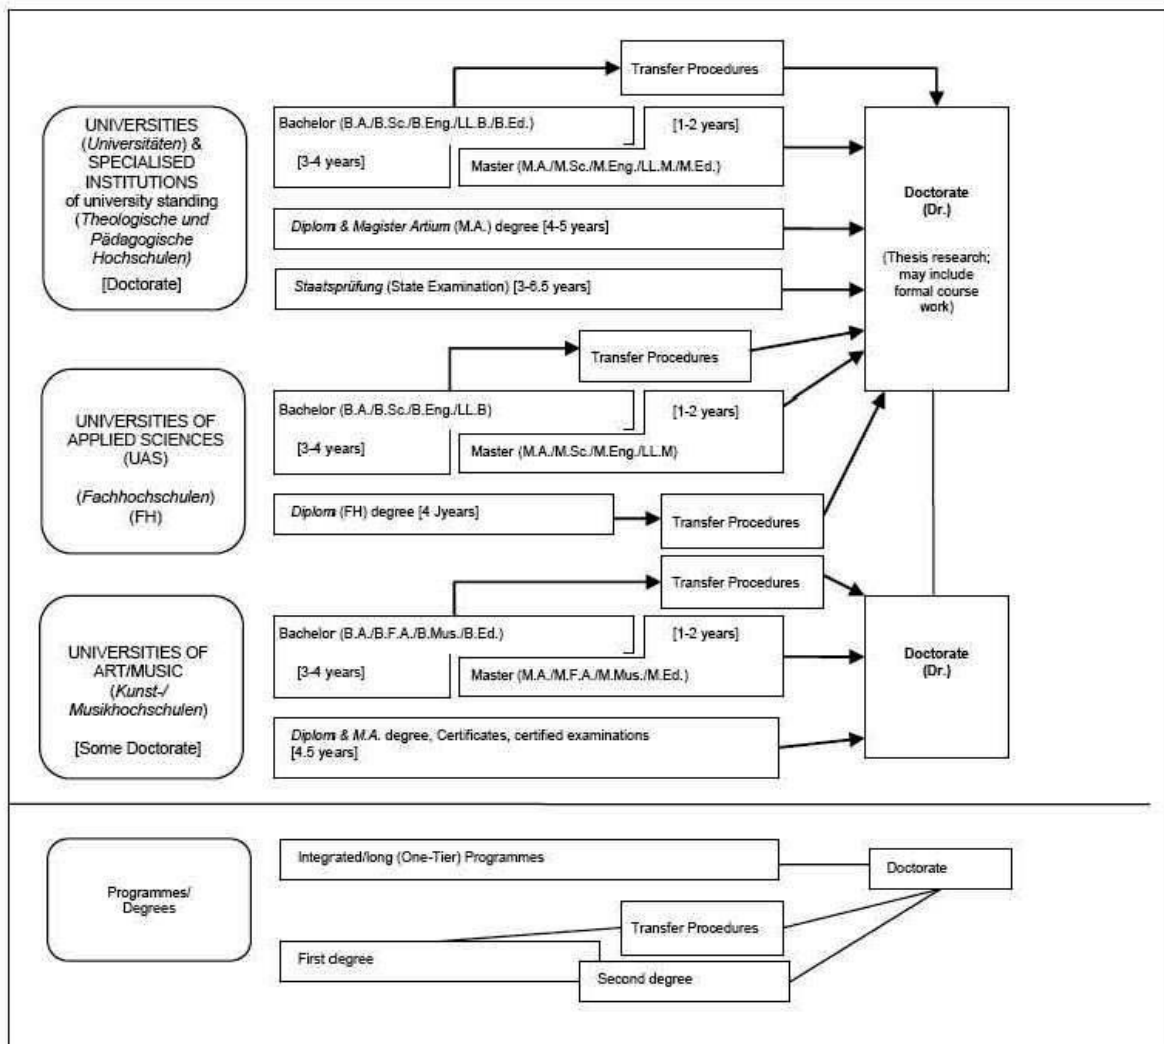 Transfer Procedures
UNIVERSITIES
(Universitäten) &
SPECIALISED
INSTITUTIONS
of university standing
(Theologische und
Pädagogische
Hochschulen)
[Doctorate]
Bachelor (B.A./B.Sc./B.Eng./LL.B./B.Ed.)
[1-2 years]
[3-4 years]
Master (M.A./M.Sc./M.Eng./LL.M./M.Ed.)
Diplom & Magister Artium (M.A.) degree [4-5 years]
Staatsprüfung (State Examination) [3-6.5 years]
Doctorate
(Dr.)
(Thesis research;
may include
formal course
work)
Transfer Procedures
UNIVERSITIES OF
APPLIED SCIENCES
(UAS)
(Fachhochschulen)
(FH)
Bachelor (B.A./B.Sc./B.Eng./LL.B)
[1-2 years]
[3-4 years]
Master (M.A./M.Sc./M.Eng./LL.M)
Diplom (FH) degree [4 Jyears]
Transfer Procedures
Transfer Procedures
UNIVERSITIES OF
ART/MUSIC
(Kunst-/
Musikhochschulen)
[Some Doctorate]
Bachelor (B.A./B.F.A./B.Mus./B.Ed.)
[1-2 years]
[3-4 years]
Master (M.A./M.F.A./M.Mus./M.Ed.)
Diplom & M.A. degree, Certificates, certified examinations
[4.5 years]
Doctorate
(Dr.)
Programmes/
Degrees
Integrated/long (One-Tier) Programmes
Doctorate
Transfer Procedures
First degree
Second degree